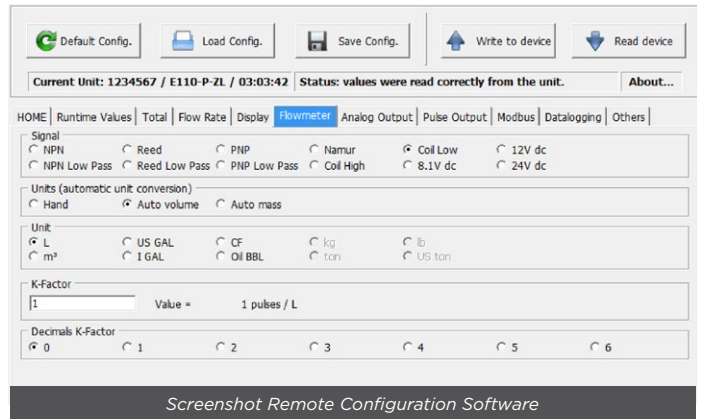 Default Config. Load Config. Save Config. Write to device Read device
Current Unit: 1234567 / E110-P-ZL / 03:03:42 Status: values were read correctly from the unit. About...
HOME Runtime Values Total Flow Rate Display Flowmeter Analog Output Pulse Output Modbus Datalogging Others
Signal
NPN Reed PNP Namur Coil Low 12V dc
NPN Low Pass Reed Low Pass PNP Low Pass Coil High 8.1V dc 24V dc
Units (automatic unit conversion)
Hand Auto volume Auto mass
Unit
L US GAL CF kg lb
m³ I GAL Oil BBL ton US ton
K-Factor
1 Value = 1 pulses / L
Decimals K-Factor
0 1 2 3 4 5 6
Screenshot Remote Configuration Software